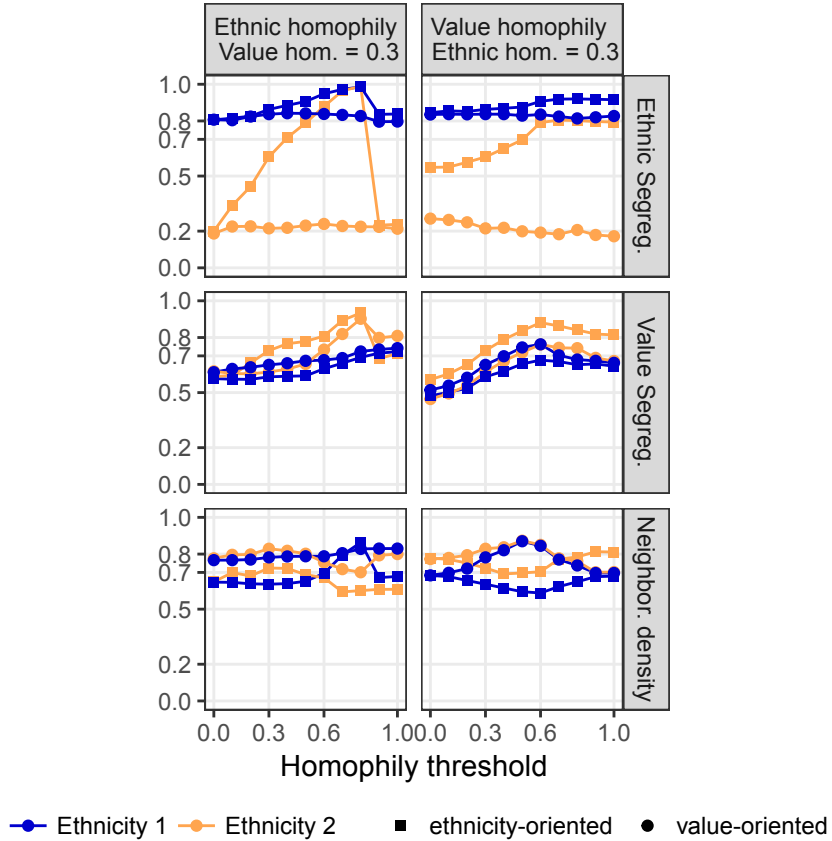 Ethnic homophily
Value hom. = 0.3
Value homophily
Ethnic hom. = 0.3
1.0
0.8
0.7
0.5
0.2
0.0
Ethnic Segreg.
1.0
0.8
0.7
0.5
0.2
0.0
Value Segreg.
1.0
0.8
0.7
0.5
0.2
0.0
Neighbor. density
0.0 0.3 0.6 1.0
0.0 0.3 0.6 1.0
Homophily threshold
Ethnicity 1 Ethnicity 2 ethnicity-oriented value-oriented